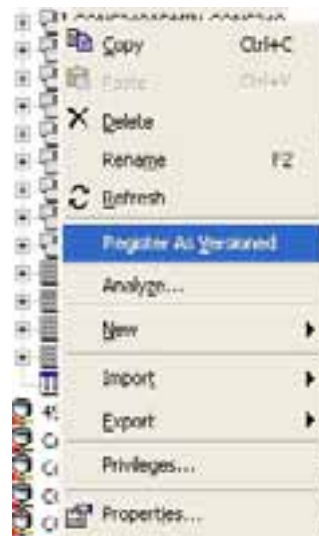 Copy Ctrl+C
Paste Ctrl+V
Delete
Rename F2
Refresh
Register As Versioned
Analyze...
New
Import
Export
Privileges...
Properties...